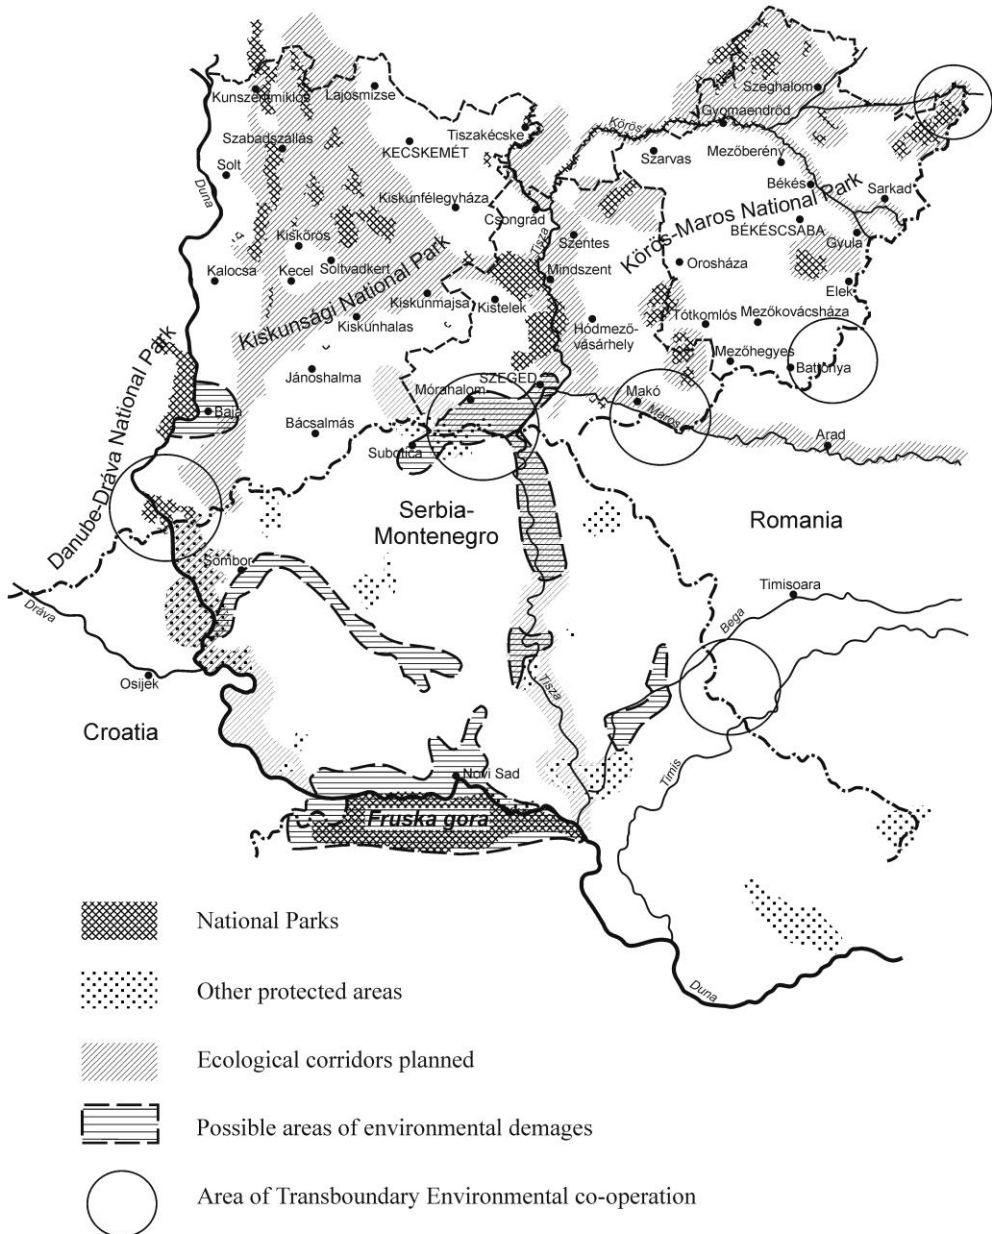 Kunszentmiklós
Lajosmizse
Szabadszállás
Solt
Duna
KECSKEMÉT
Tiszakécske
Kiskunfélegyháza
Csongrád
Kiskőrös
Kalocsa
Kecel
Soltvadkert
Kiskunsági National Park
Kiskunmajsa
Kiskunhalas
Kistelek
Jánoshalma
Bácsalmás
Baja
Danube-Dráva National Park
Mórahalom
SZEGED
Subotica
Szeghalom
Gyomaendrőd
Körös
Szarvas
Mezőberény
Békés
Sarkad
Körös-Maros National Park
BÉKÉSCSABA
Gyula
Tisza
Szentes
Mindszent
Orosháza
Elek
Hódmező-
vásárhely
Tótkomlós
Mezőkovácsháza
Mezőhegyes
Battonya
Makó
Maros
Arad
Serbia-
Montenegro
Romania
Sombor
Timisoara
Bega
Dráva
Osijek
Tisza
Croatia
Timis
Novi Sad
Fruska gora
Duna
National Parks
Other protected areas
Ecological corridors planned
Possible areas of environmental demages
Area of Transboundary Environmental co-operation